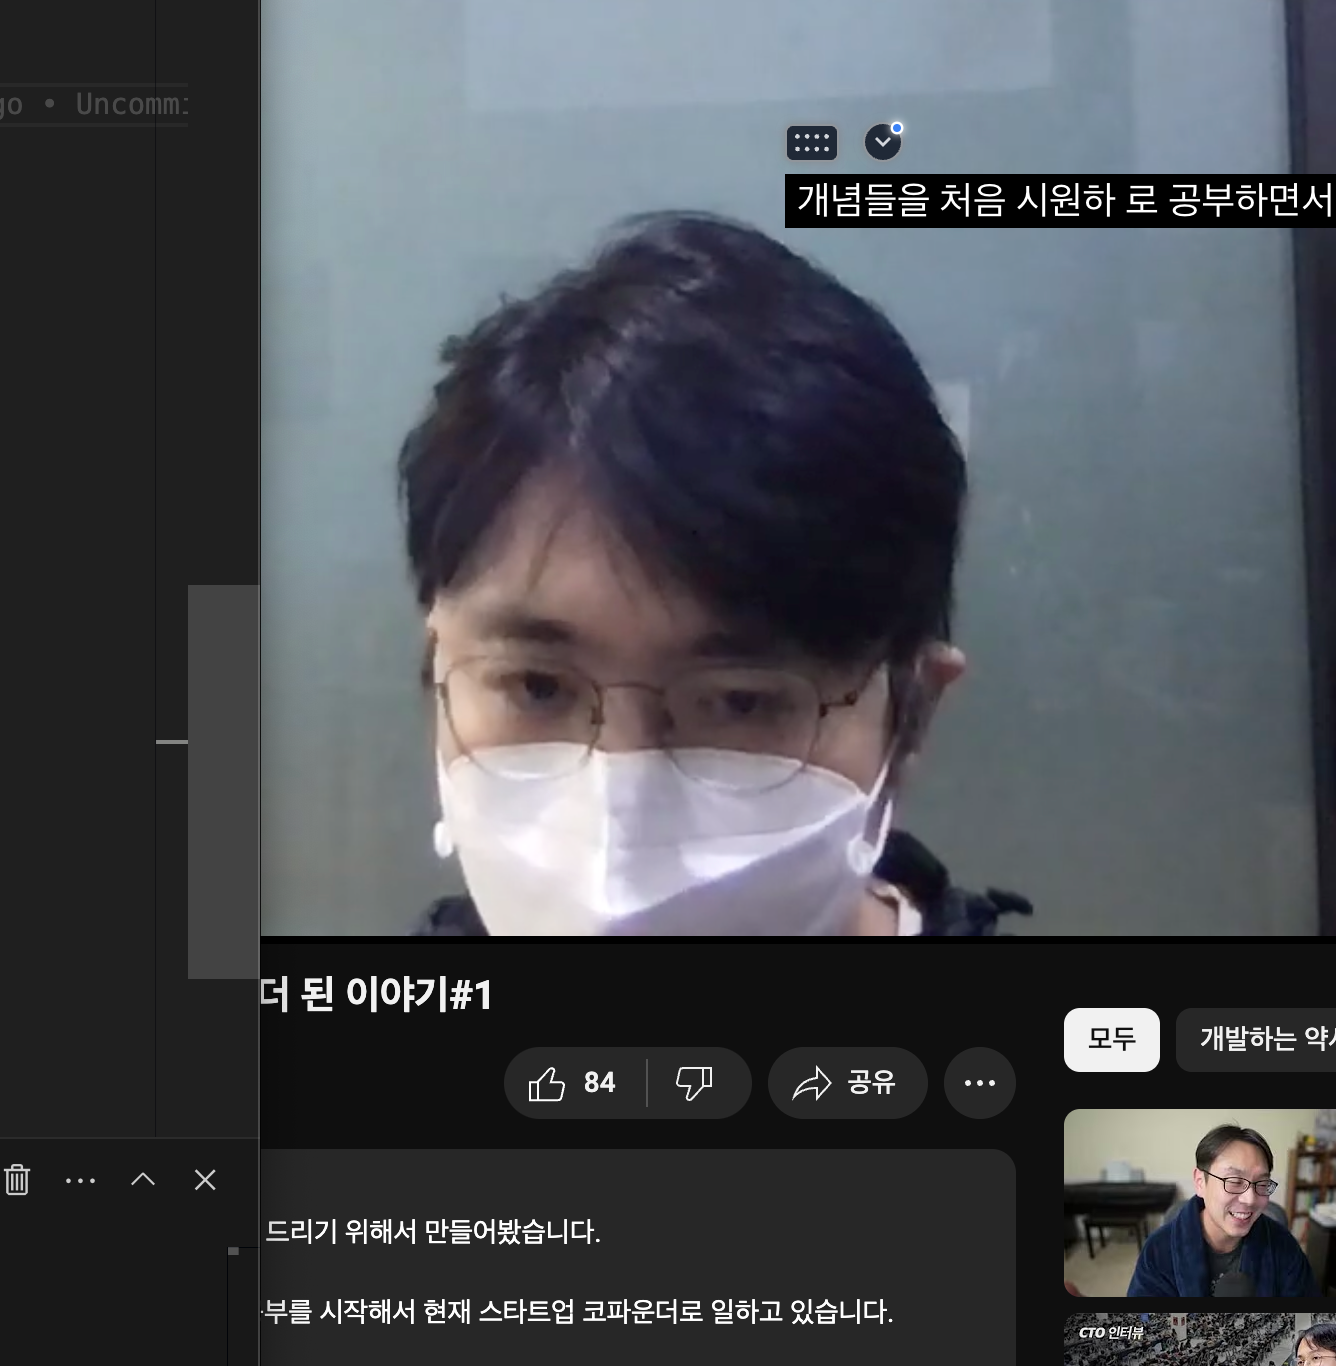 go • Uncommi
개념들을 처음 시원하 로 공부하면서
더 된 이야기#1
84
공유
모두
개발하는
드리기 위해서 만들어봤습니다.
부를 시작해서 현재 스타트업 코파운더로 일하고 있습니다.
CTO 인터뷰